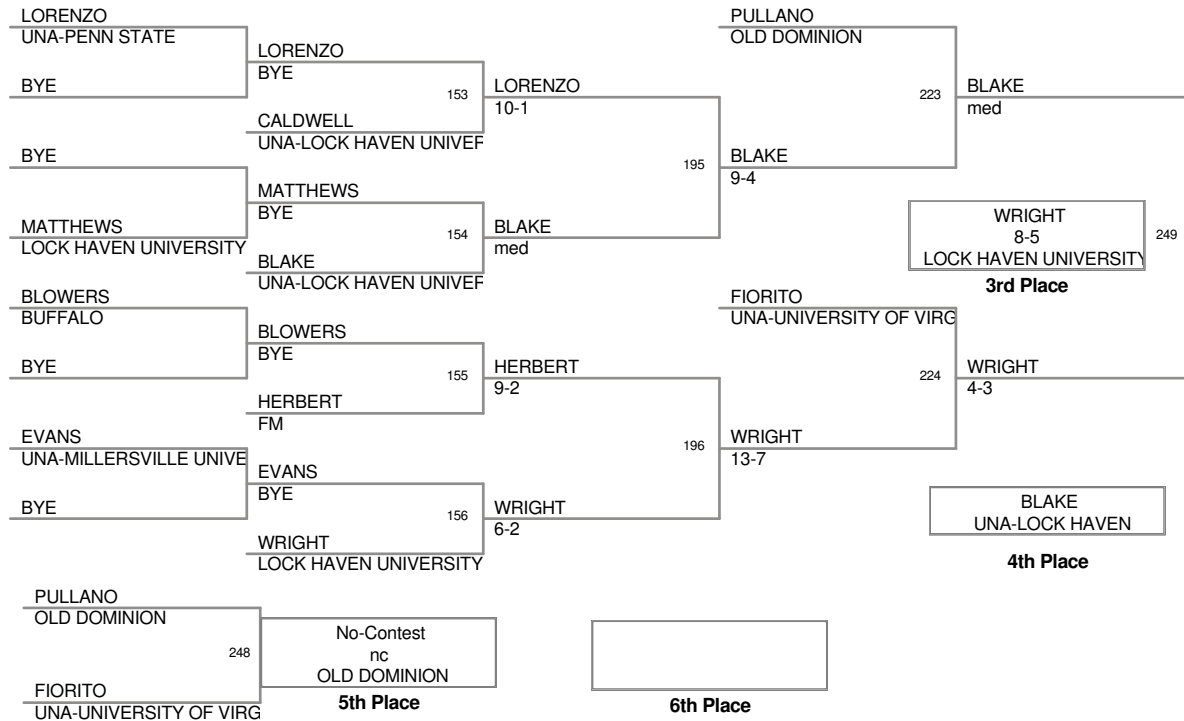 LORENZO
UNA-PENN STATE
BYE
BYE
MATTHEWS
LOCK HAVEN UNIVERSITY
BLOWERS
BUFFALO
BYE
EVANS
UNA-MILLERSVILLE UNIVE
BYE
LORENZO
BYE
153
CALDWELL
UNA-LOCK HAVEN UNIVER
MATTHEWS
BYE
154
BLAKE
UNA-LOCK HAVEN UNIVER
BLOWERS
BYE
155
HERBERT
FM
EVANS
BYE
156
WRIGHT
LOCK HAVEN UNIVERSITY
LORENZO
10-1
195
BLAKE
med
HERBERT
9-2
196
WRIGHT
6-2
PULLANO
OLD DOMINION
223
BLAKE
9-4
FIORITO
UNA-UNIVERSITY OF VIRG
224
WRIGHT
13-7
BLAKE
med
WRIGHT
8-5
LOCK HAVEN UNIVERSITY
249
3rd Place
WRIGHT
4-3
BLAKE
UNA-LOCK HAVEN
4th Place
PULLANO
OLD DOMINION
248
FIORITO
UNA-UNIVERSITY OF VIRG
No-Contest
nc
OLD DOMINION
5th Place
6th Place